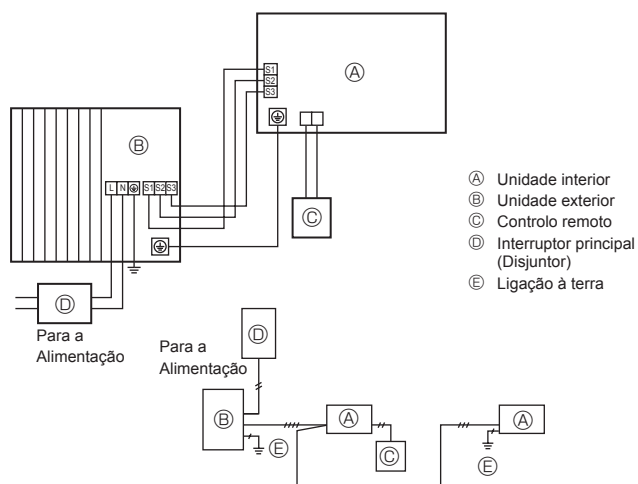 S1
S2
S3
Ⓐ
Ⓑ
L N S1 S2 S3
Ⓒ
Ⓓ
Para a
Alimentação
Ⓐ Unidade interior
Ⓑ Unidade exterior
Ⓒ Controlo remoto
Ⓓ Interruptor principal
(Disjuntor)
Ⓔ Ligação à terra
Para a
Alimentação
Ⓓ
Ⓑ
Ⓐ
Ⓔ
Ⓒ
Ⓐ
Ⓔ